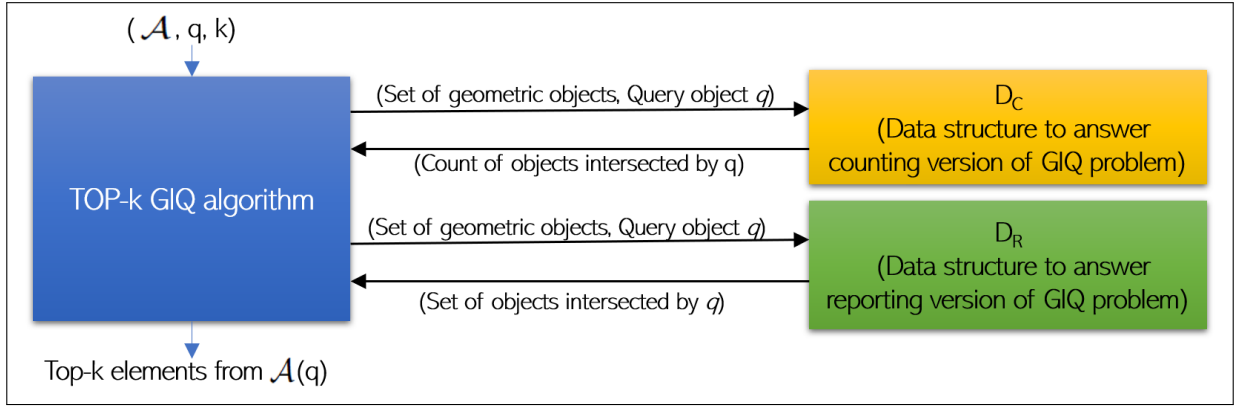 (𝒜, q, k)
TOP-k GIQ algorithm
(Set of geometric objects, Query object q)
(Count of objects intersected by q)
(Set of geometric objects, Query object q)
(Set of objects intersected by q)
D_C
(Data structure to answer
counting version of GIQ problem)
D_R
(Data structure to answer
reporting version of GIQ problem)
Top-k elements from 𝒜(q)